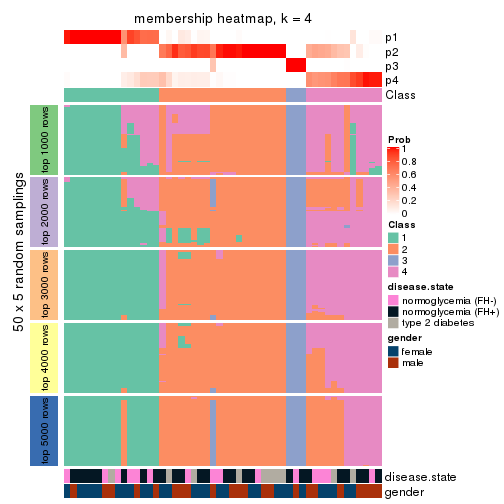 membership heatmap, k = 4
p1
p2
p3
p4
Class
50 x 5 random samplings
top 1000 rows
top 2000 rows
top 3000 rows
top 4000 rows
top 5000 rows
Prob
1
0.8
0.6
0.4
0.2
0
Class
1
2
3
4
disease.state
normoglycemia (FH-)
normoglycemia (FH+)
type 2 diabetes
gender
female
male
disease.state
gender